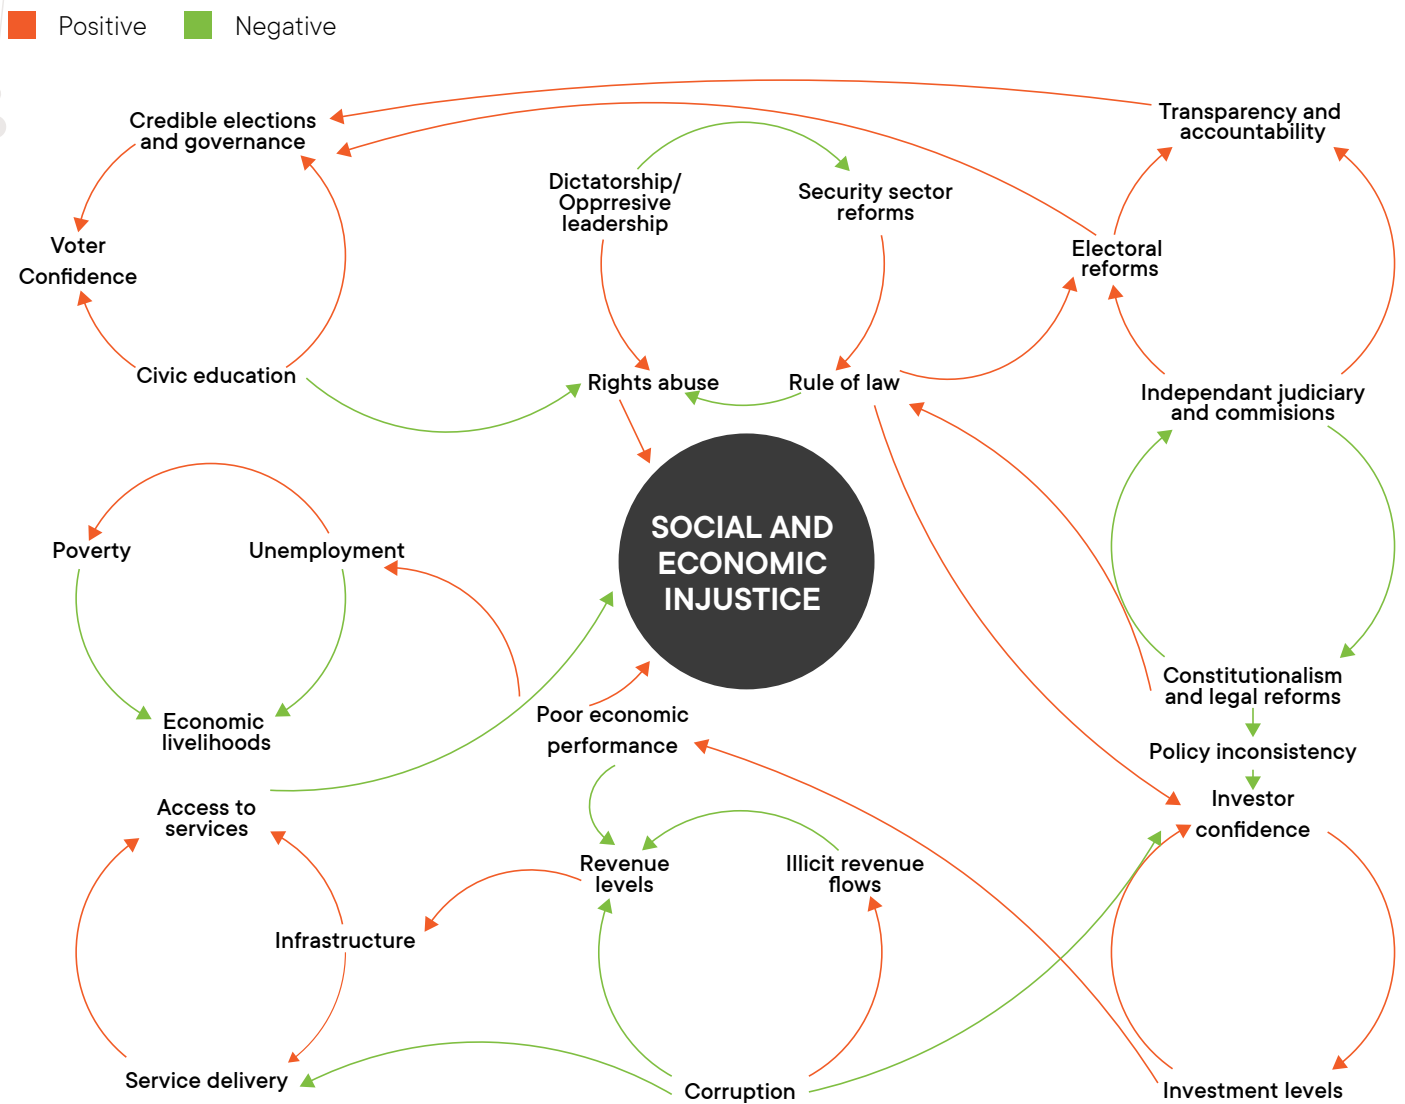 Positive
Negative
Credible elections
and governance
Transparency and
accountability
Dictatorship/
Opprresive
leadership
Security sector
reforms
Voter
Confidence
Electoral
reforms
Civic education
Rights abuse
Rule of law
Independant judiciary
and commisions
SOCIAL AND
ECONOMIC
INJUSTICE
Poverty
Unemployment
Economic
livelihoods
Poor economic
performance
Constitutionalism
and legal reforms
Policy inconsistency
Investor
confidence
Access to
services
Revenue
levels
Illicit revenue
flows
Infrastructure
Service delivery
Corruption
Investment levels